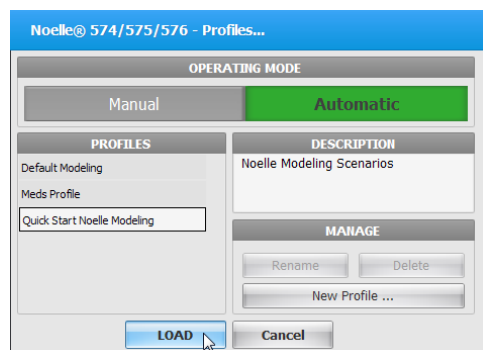 Noelle® 574/575/576 - Profiles...
OPERATING MODE
Manual
Automatic
PROFILES
Default Modeling
Meds Profile
Quick Start Noelle Modeling
DESCRIPTION
Noelle Modeling Scenarios
MANAGE
Rename
Delete
New Profile ...
LOAD
Cancel